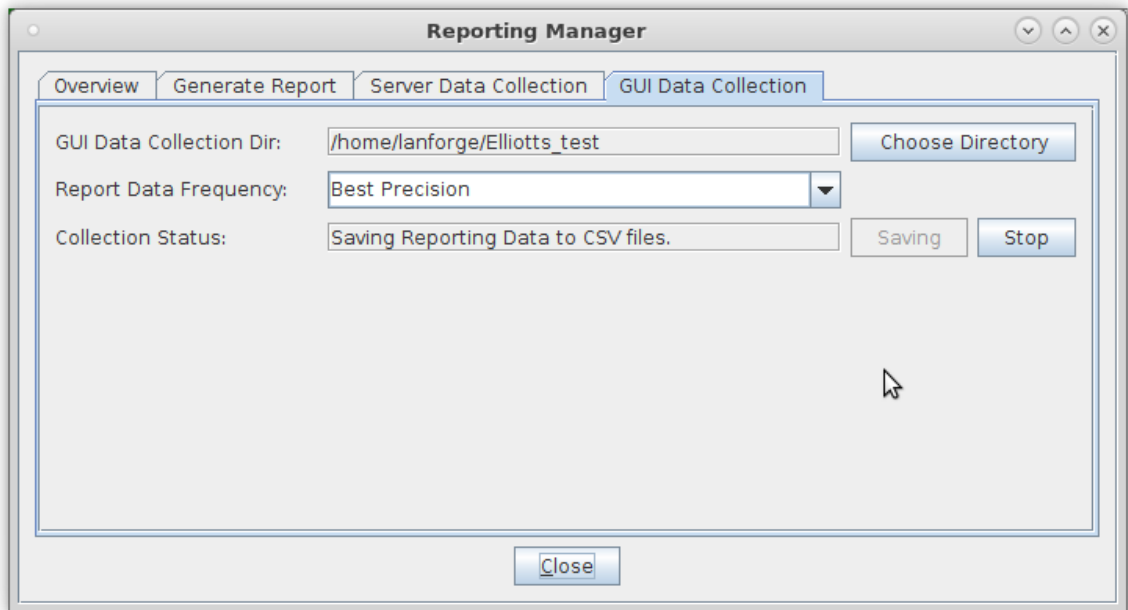 Reporting Manager
Overview Generate Report Server Data Collection GUI Data Collection
GUI Data Collection Dir: /home/lanforge/Elliotts_test Choose Directory
Report Data Frequency: Best Precision
Collection Status: Saving Reporting Data to CSV files. Saving Stop
Close